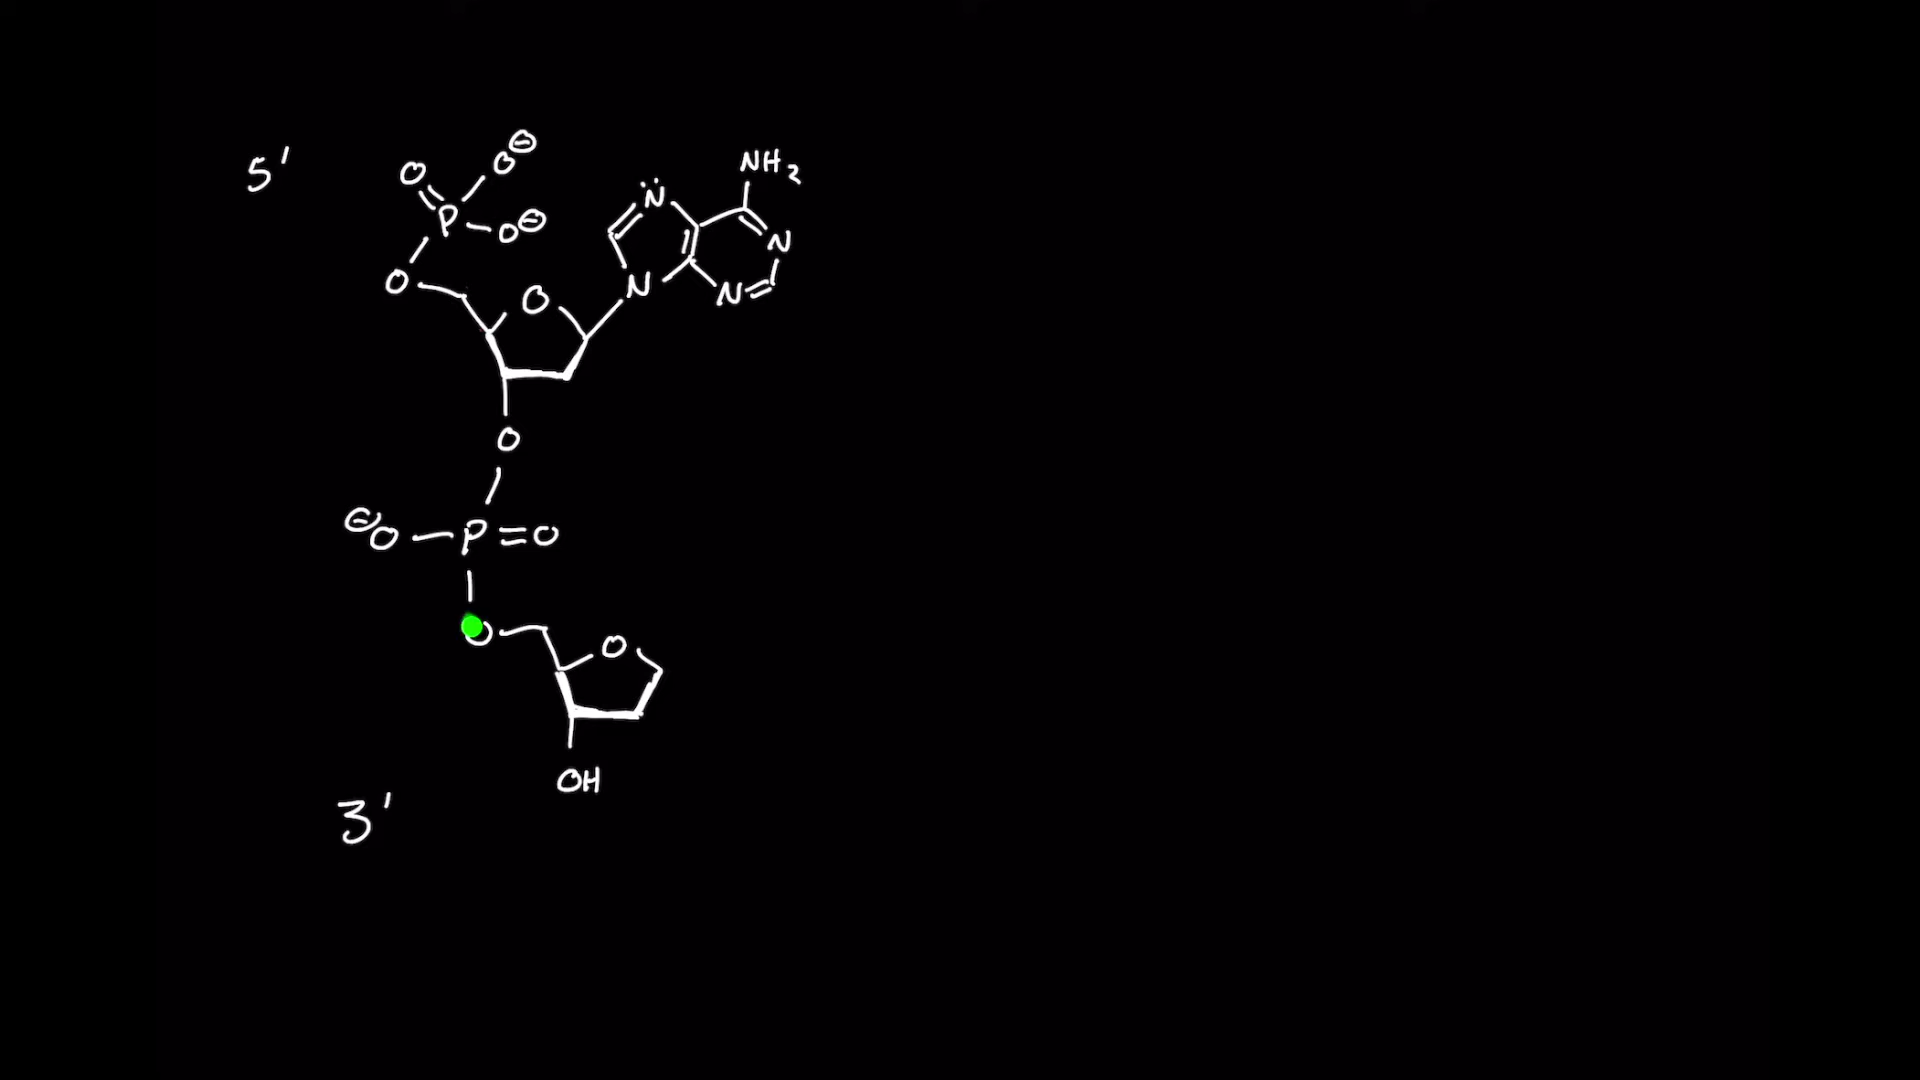 5'
O O⊖
P O⊖
O O
N̈ NH₂
N
N N
O
⊖O – P = O
O O
OH
3'